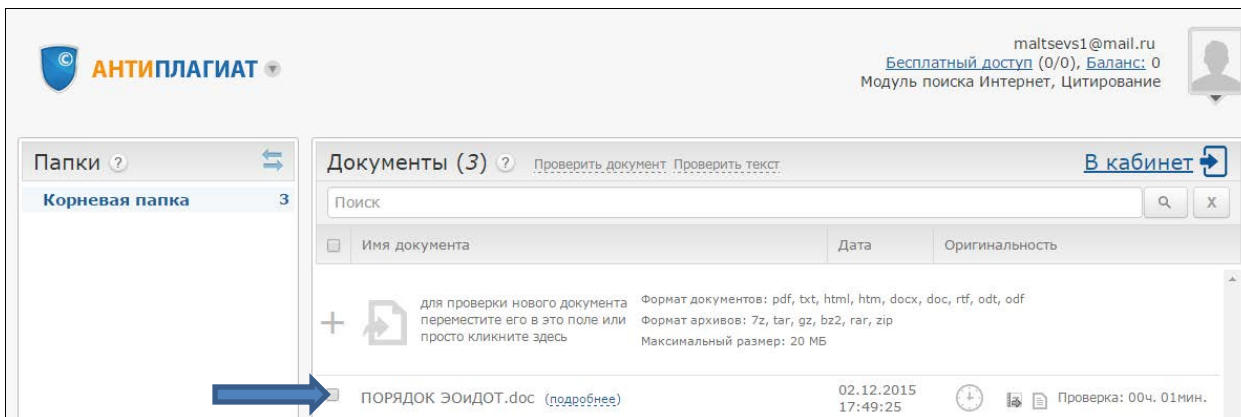 maltsevs1@mail.ru
© АНТИПЛАГИАТ
Бесплатный доступ (0/0), Баланс: 0
Модуль поиска Интернет, Цитирование
Папки ?
Документы (3) ? Проверить документ Проверить текст В кабинет
Корневая папка 3
Поиск X
Имя документа Дата Оригинальность
для проверки нового документа
переместите его в это поле или
просто кликните здесь
Формат документов: pdf, txt, html, htm, docx, doc, rtf, odt, odf
Формат архивов: 7z, tar, gz, bz2, rar, zip
Максимальный размер: 20 МБ
ПОРЯДОК ЭОиДОТ.doc (подробнее)
02.12.2015
17:49:25
Проверка: 00ч. 01мин.